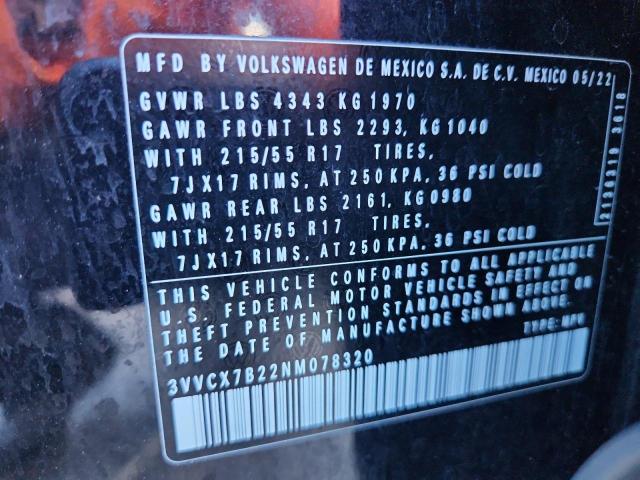 MFD BY VOLKSWAGEN DE MEXICO S.A. DE C.V. MEXICO 05/22
GVWR LBS 4343 KG 1970
GAWR FRONT LBS 2293, KG 1040
WITH 215/55 R17 TIRES,
7JX17 RIMS, AT 250 KPA, 36 PSI COLD
GAWR REAR LBS 2161, KG 0980
WITH 215/55 R17 TIRES,
7JX17 RIMS, AT 250 KPA, 36 PSI COLD
THIS VEHICLE CONFORMS TO ALL APPLICABLE
U.S. FEDERAL MOTOR VEHICLE SAFETY AND
THEFT PREVENTION STANDARDS IN EFFECT ON
THE DATE OF MANUFACTURE SHOWN ABOVE.
TYPE: MPV
3VVCX7B22NM078320
3618